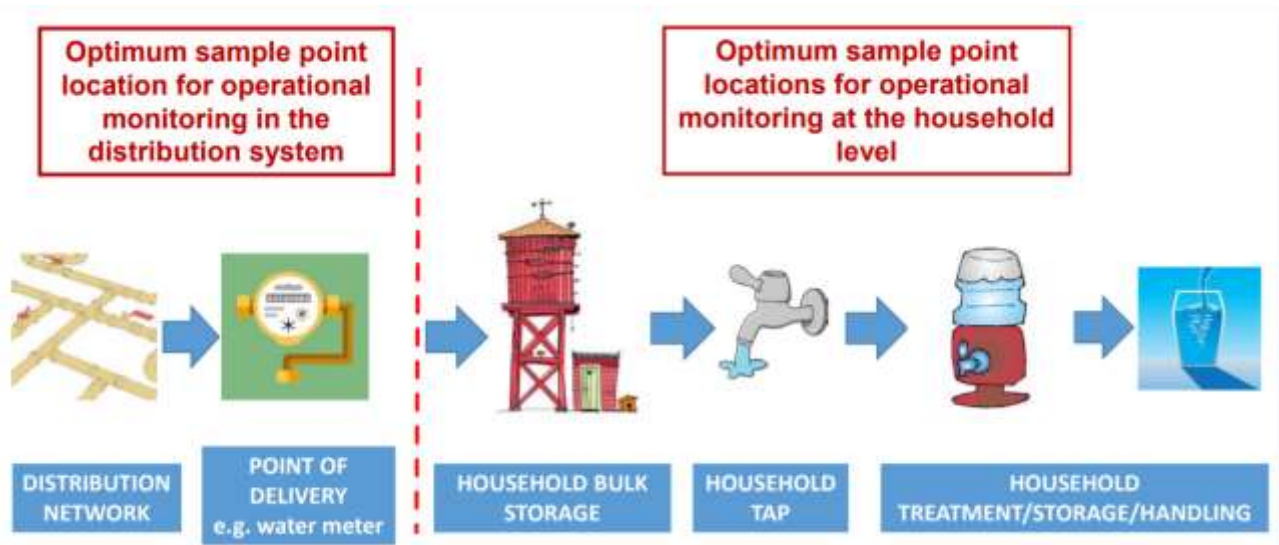 Optimum sample point
location for operational
monitoring in the
distribution system
Optimum sample point
locations for operational
monitoring at the household
level
DISTRIBUTION
NETWORK
POINT OF
DELIVERY
e.g. water meter
HOUSEHOLD BULK
STORAGE
HOUSEHOLD
TAP
HOUSEHOLD
TREATMENT/STORAGE/HANDLING